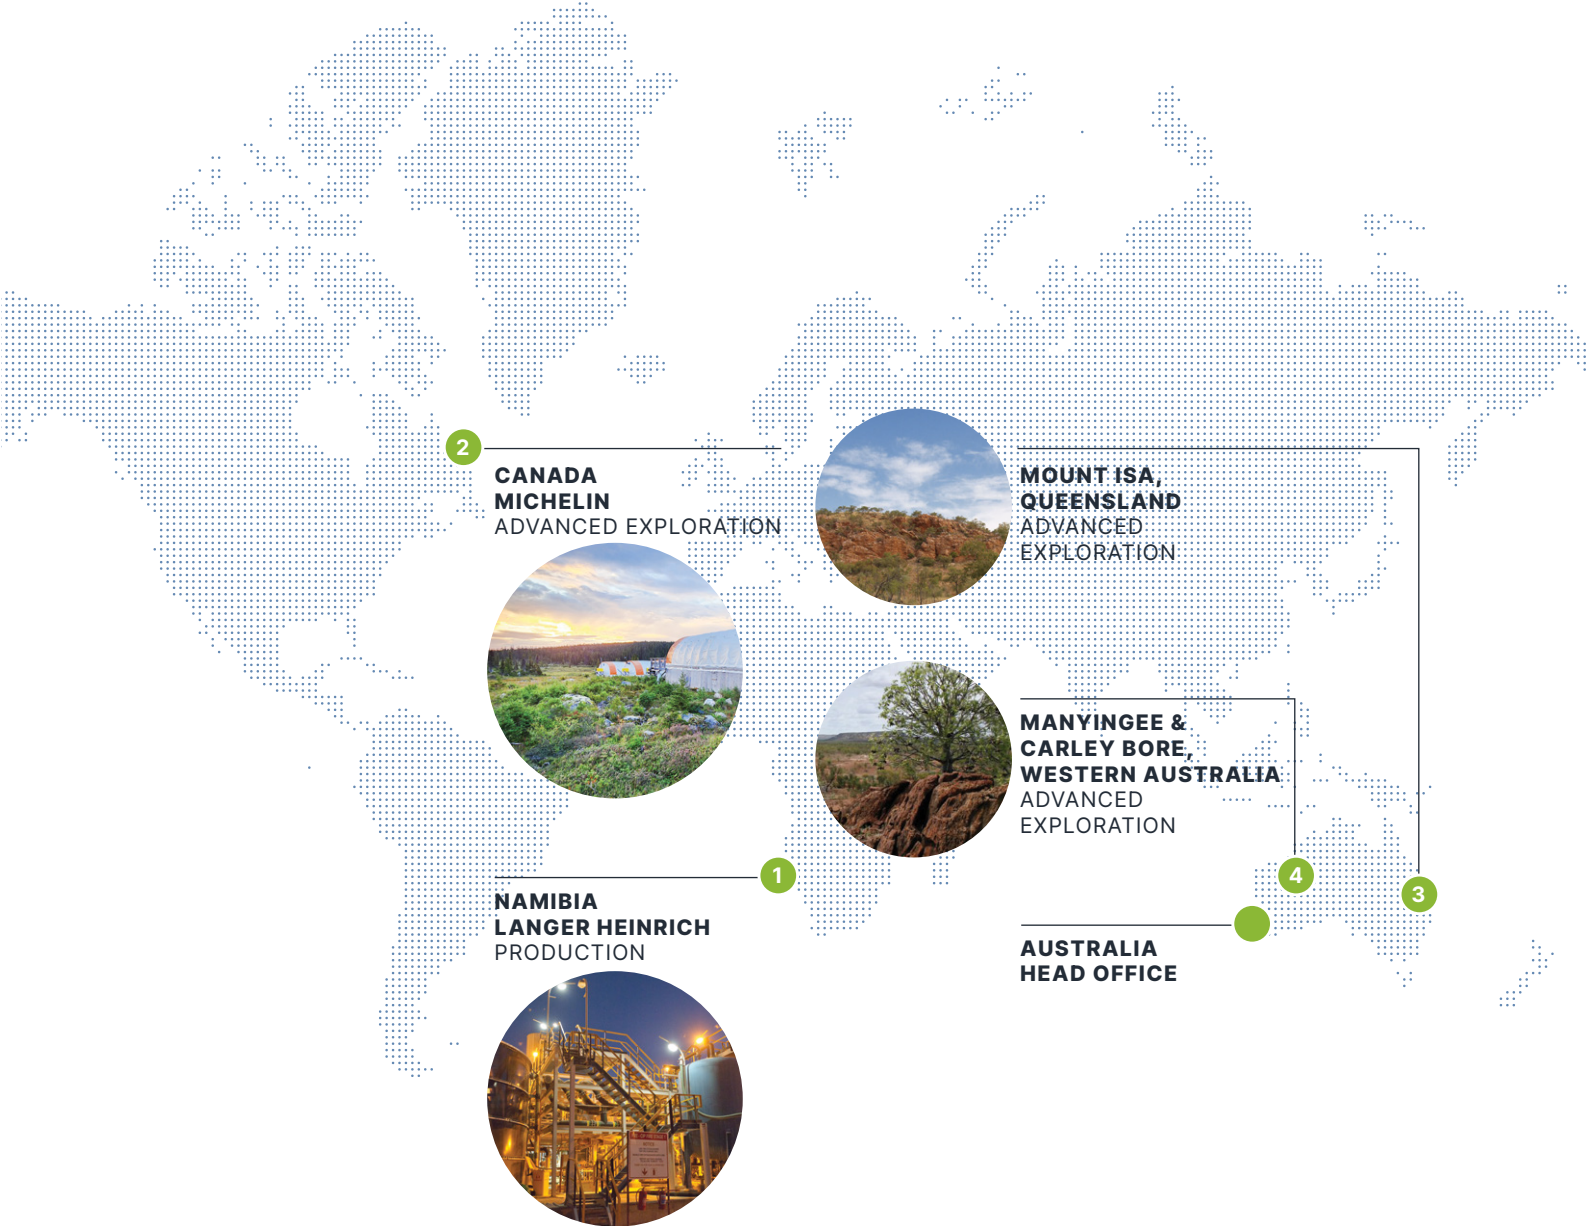 2
CANADA
MICHELIN
ADVANCED EXPLORATION
MOUNT ISA,
QUEENSLAND
ADVANCED
EXPLORATION
MANYINGEE &
CARLEY BORE,
WESTERN AUSTRALIA
ADVANCED
EXPLORATION
1
NAMIBIA
LANGER HEINRICH
PRODUCTION
4
3
AUSTRALIA
HEAD OFFICE